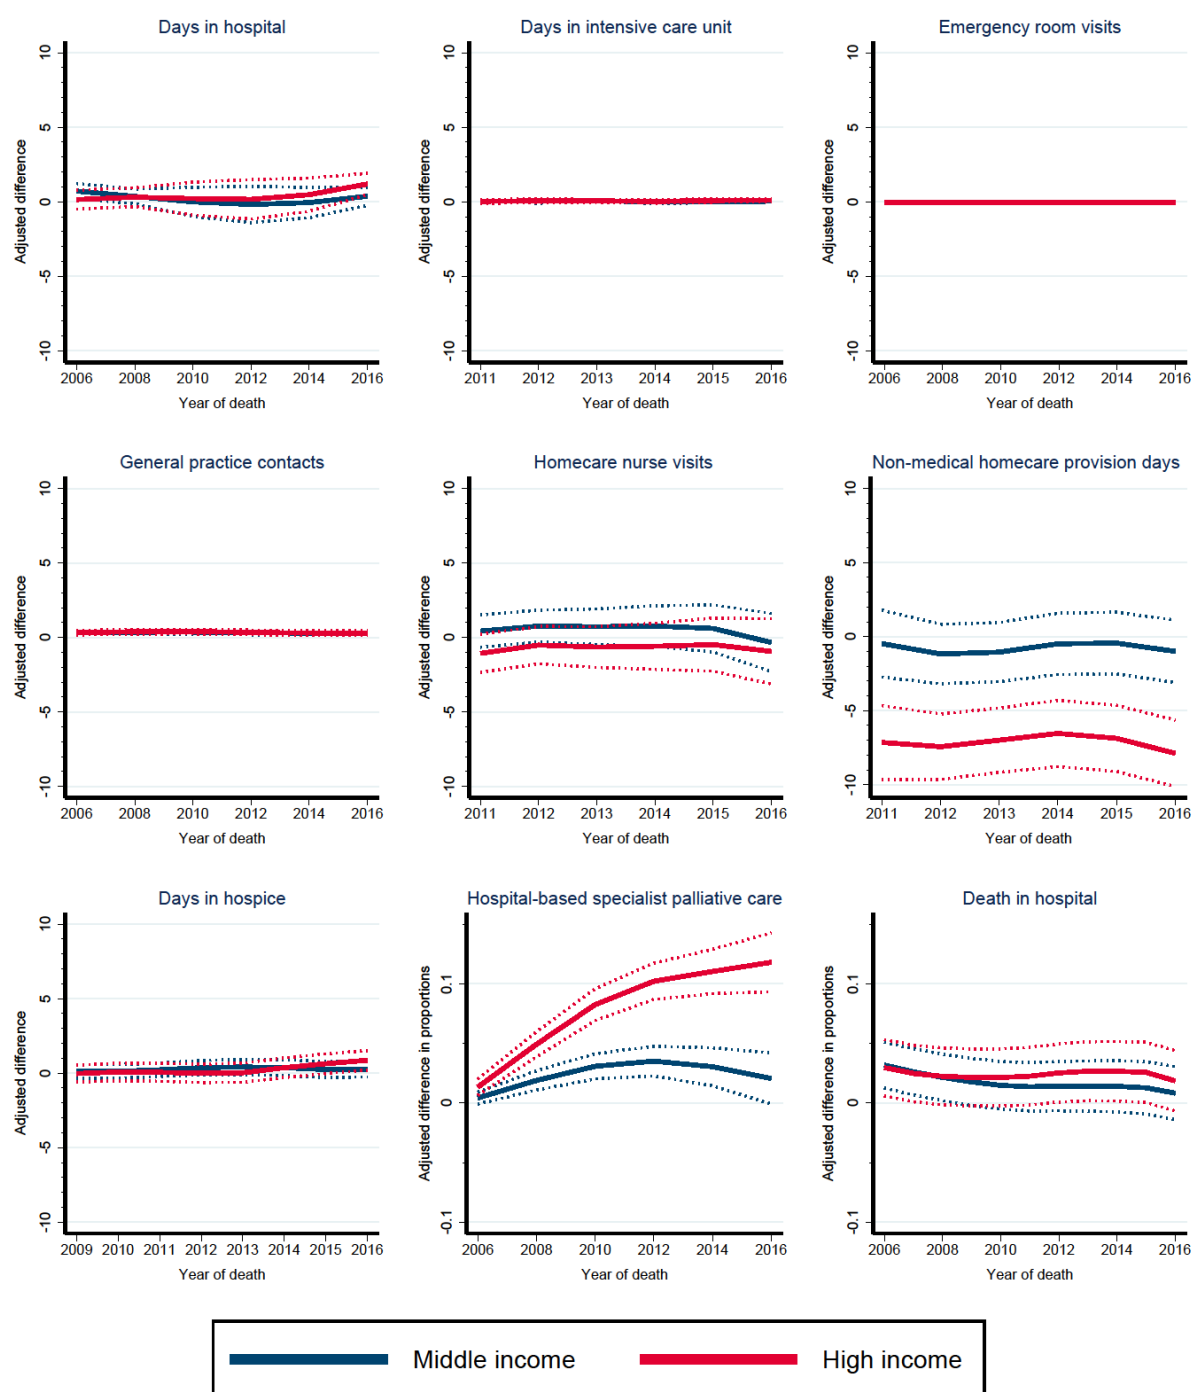 Days in hospital
Days in intensive care unit
Emergency room visits
Adjusted difference
10
5
0
-5
-10
2006 2008 2010 2012 2014 2016
Year of death
Adjusted difference
10
5
0
-5
-10
2011 2012 2013 2014 2015 2016
Year of death
Adjusted difference
10
5
0
-5
-10
2006 2008 2010 2012 2014 2016
Year of death
General practice contacts
Homecare nurse visits
Non-medical homecare provision days
Adjusted difference
10
5
0
-5
-10
2006 2008 2010 2012 2014 2016
Year of death
Adjusted difference
10
5
0
-5
-10
2011 2012 2013 2014 2015 2016
Year of death
Adjusted difference
10
5
0
-5
-10
2011 2012 2013 2014 2015 2016
Year of death
Days in hospice
Hospital-based specialist palliative care
Death in hospital
Adjusted difference
10
5
0
-5
-10
2009 2010 2011 2012 2013 2014 2015 2016
Year of death
Adjusted difference in proportions
0.1
0
-0.1
2006 2008 2010 2012 2014 2016
Year of death
Adjusted difference in proportions
0.1
0
-0.1
2006 2008 2010 2012 2014 2016
Year of death
Middle income
High income